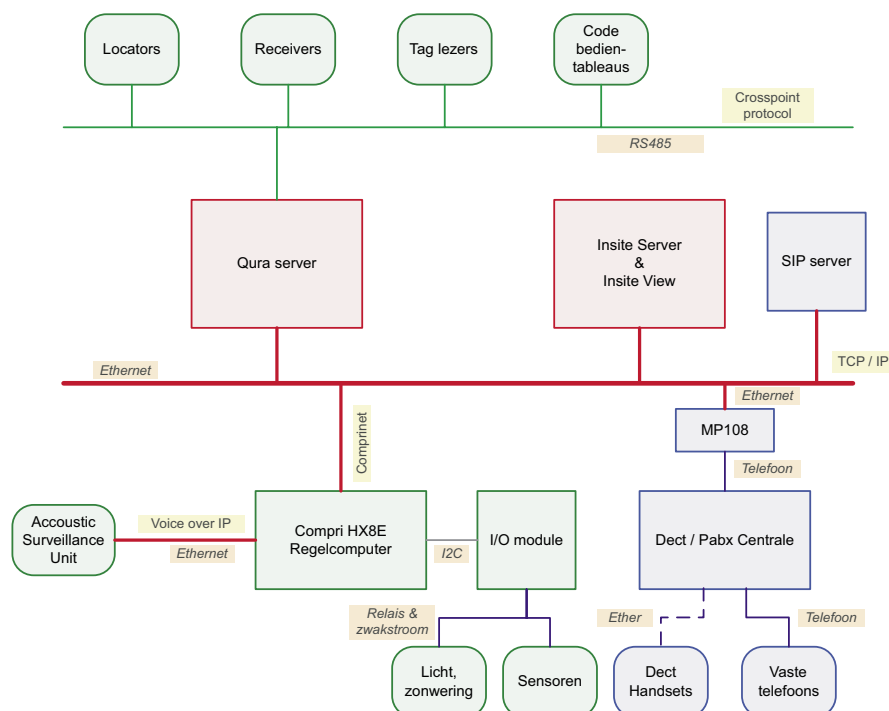 Locators
Receivers
Tag lezers
Code
bedien-
tableaus
Crosspoint
protocol
RS485
Qura server
Insite Server
&
Insite View
SIP server
Ethernet
TCP / IP
Ethernet
MP108
Comprinet
Telefoon
Accoustic
Surveillance
Unit
Voice over IP
Ethernet
Compri HX8E
Regelcomputer
I2C
I/O module
Dect / Pabx Centrale
Relais &
zwakstroom
Ether
Telefoon
Licht,
zonwering
Sensoren
Dect
Handsets
Vaste
telefoons